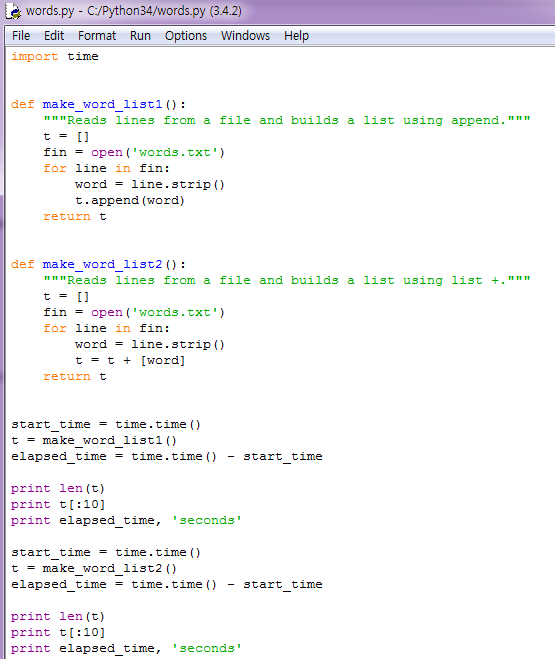 words.py - C:/Python34/words.py (3.4.2)
File Edit Format Run Options Windows Help
import time
def make_word_list1():
    """Reads lines from a file and builds a list using append."""
    t = []
    fin = open('words.txt')
    for line in fin:
        word = line.strip()
        t.append(word)
    return t
def make_word_list2():
    """Reads lines from a file and builds a list using list +."""
    t = []
    fin = open('words.txt')
    for line in fin:
        word = line.strip()
        t = t + [word]
    return t
start_time = time.time()
t = make_word_list1()
elapsed_time = time.time() - start_time
print len(t)
print t[:10]
print elapsed_time, 'seconds'
start_time = time.time()
t = make_word_list2()
elapsed_time = time.time() - start_time
print len(t)
print t[:10]
print elapsed_time, 'seconds'